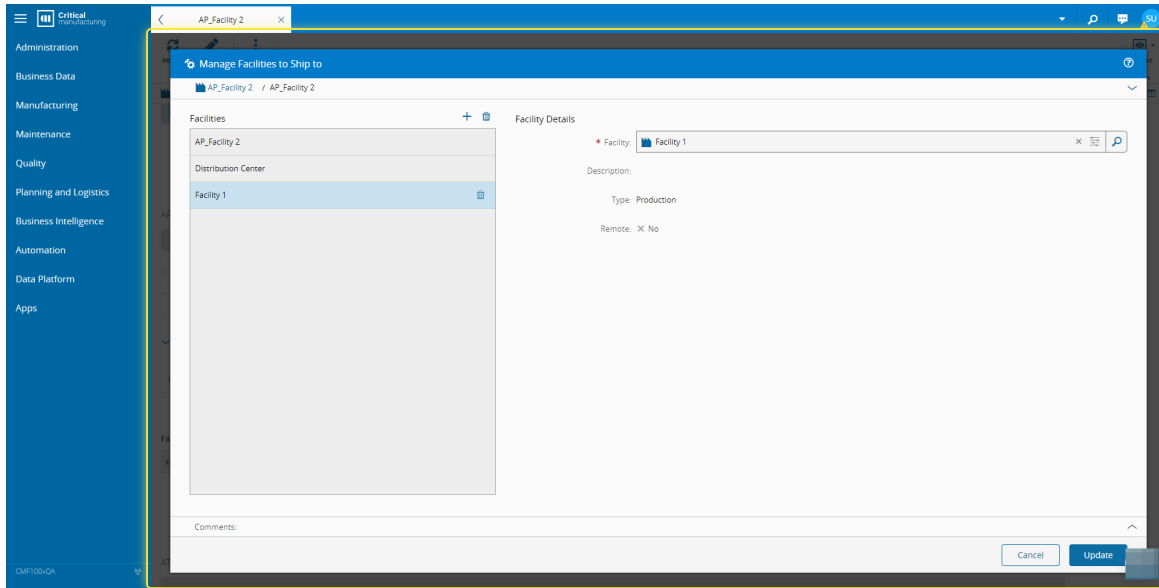 Critical
manufacturing
AP_Facility 2
SU
Administration
Business Data
Manufacturing
Maintenance
Quality
Planning and Logistics
Business Intelligence
Automation
Data Platform
Apps
CMF100xQA
Manage Facilities to Ship to
AP_Facility 2 / AP_Facility 2
Facilities
AP_Facility 2
Distribution Center
Facility 1
Facility Details
* Facility: Facility 1
Description:
Type: Production
Remote: No
Comments:
Cancel Update